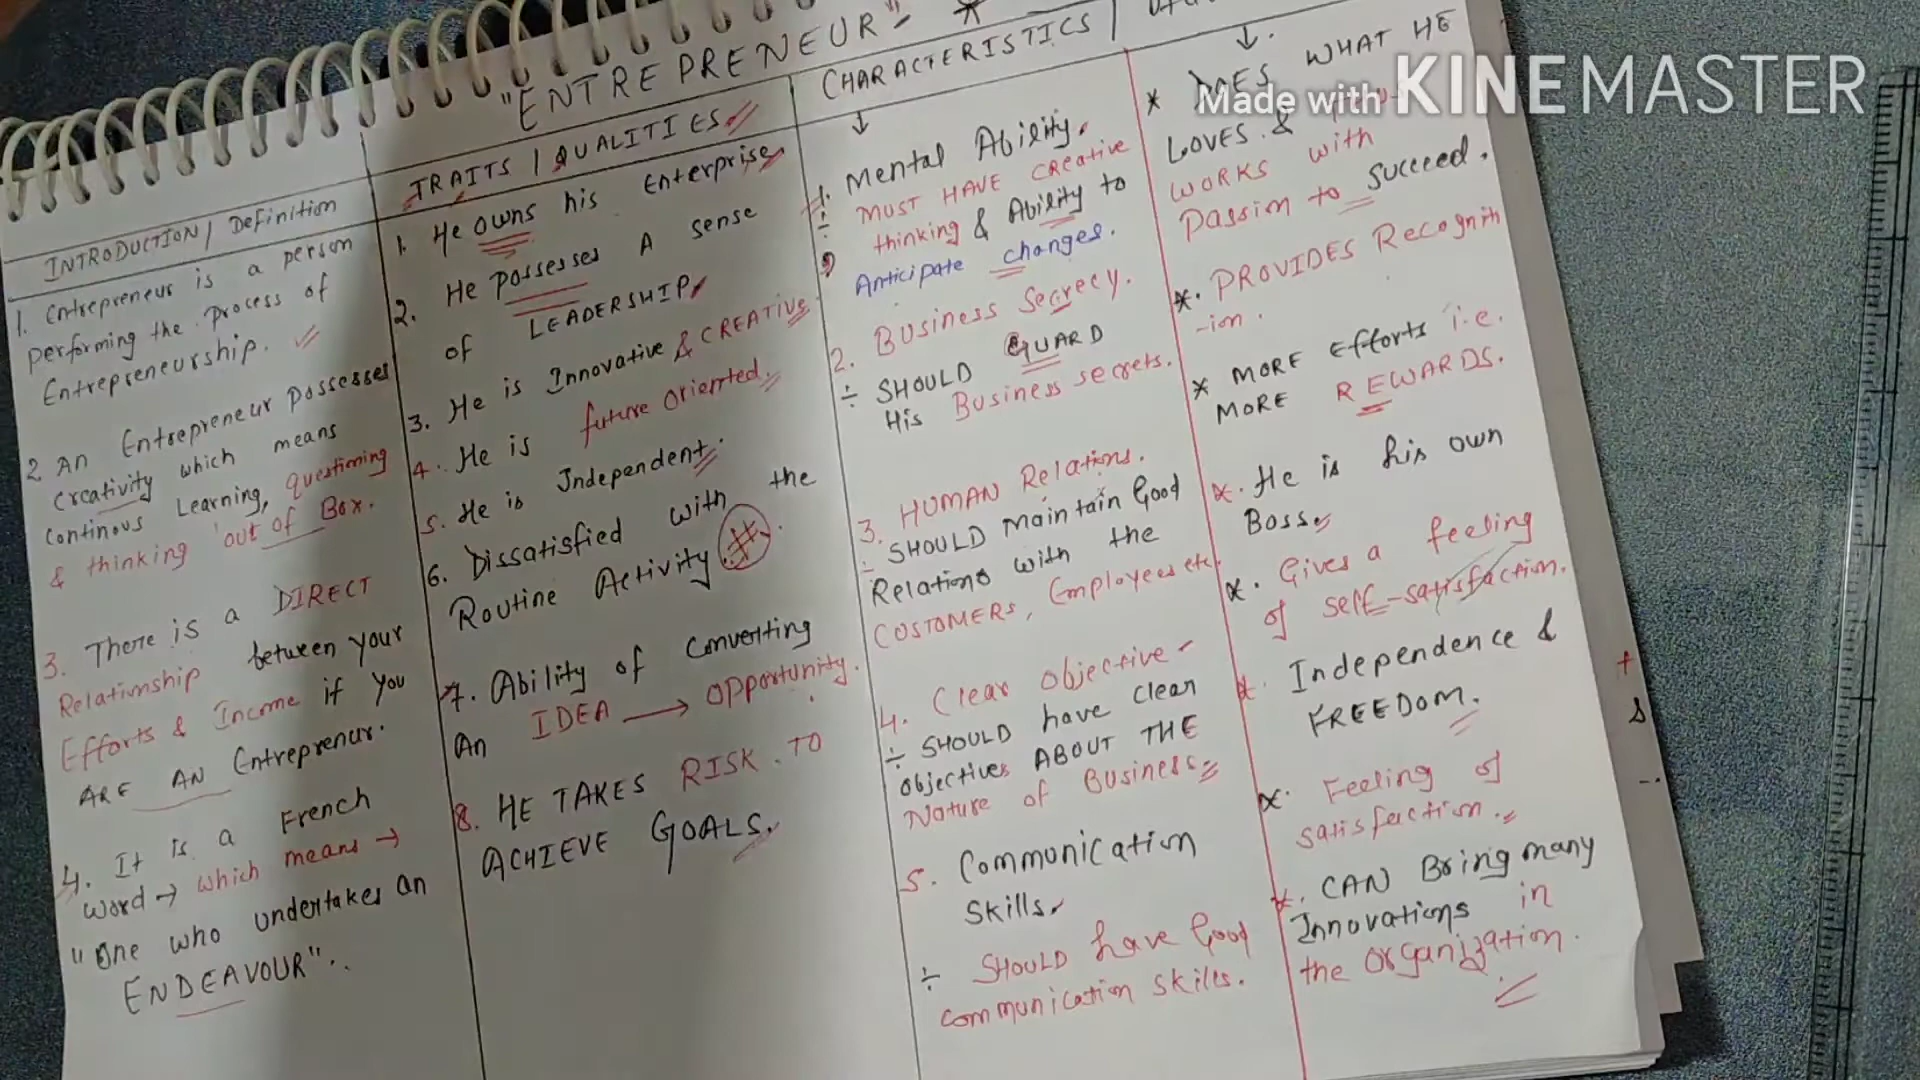 "ENTREPRENEUR"-
Made with KINEMASTER
INTRODUCTION/ Definition
1. Entrepreneur is a person
performing the process of
Entrepreneurship.
2. AN Entrepreneur possesses
Creativity which means
continous Learning, questioning
& thinking 'out of Box.
3. There is a DIRECT
Relationship between your
Efforts & Income if you
ARE AN Entreprenur.
4. It is a French
word → which means →
"One who undertakes an
ENDEAVOUR"..
TRAITS / QUALITIES
1. He owns his Enterprise
2. He possesses A sense
of LEADERSHIP
3. He is Innovative & CREATIVE
4. He is future oriented.
5. He is Independent.
6. Dissatisfied with the
Routine Activity. the
7. Ability of converting
An IDEA → opportunity.
8. HE TAKES RISK. TO
ACHIEVE GOALS.
CHARACTERISTICS /
↓
1. Mental Ability.
÷ MUST HAVE CREATIVE
thinking & Ability to
Anticipate changes.
2. Business Secrecy.
÷ SHOULD GUARD
His Business secrets.
3. HUMAN Relations.
÷ SHOULD maintain Good
Relations with the
CUSTOMERS, Employees etc.
4. Clear objective -
÷ SHOULD have clear
objectives ABOUT THE
Nature of Business
5. Communication
Skills.
÷ SHOULD have Good
communication skills.
↓.
* DOES WHAT HE
LOVES. &
WORKS with
Passion to succeed.
*. PROVIDES Recognit
-ion.
* MORE Efforts i.e.
MORE REWARDS.
*. He is his own
Boss.
*. Gives a feeling
of self-satisfaction.
*. Independence &
FREEDOM.
*. Feeling of
satisfaction.
*. CAN Bring many
Innovations in
the organization.